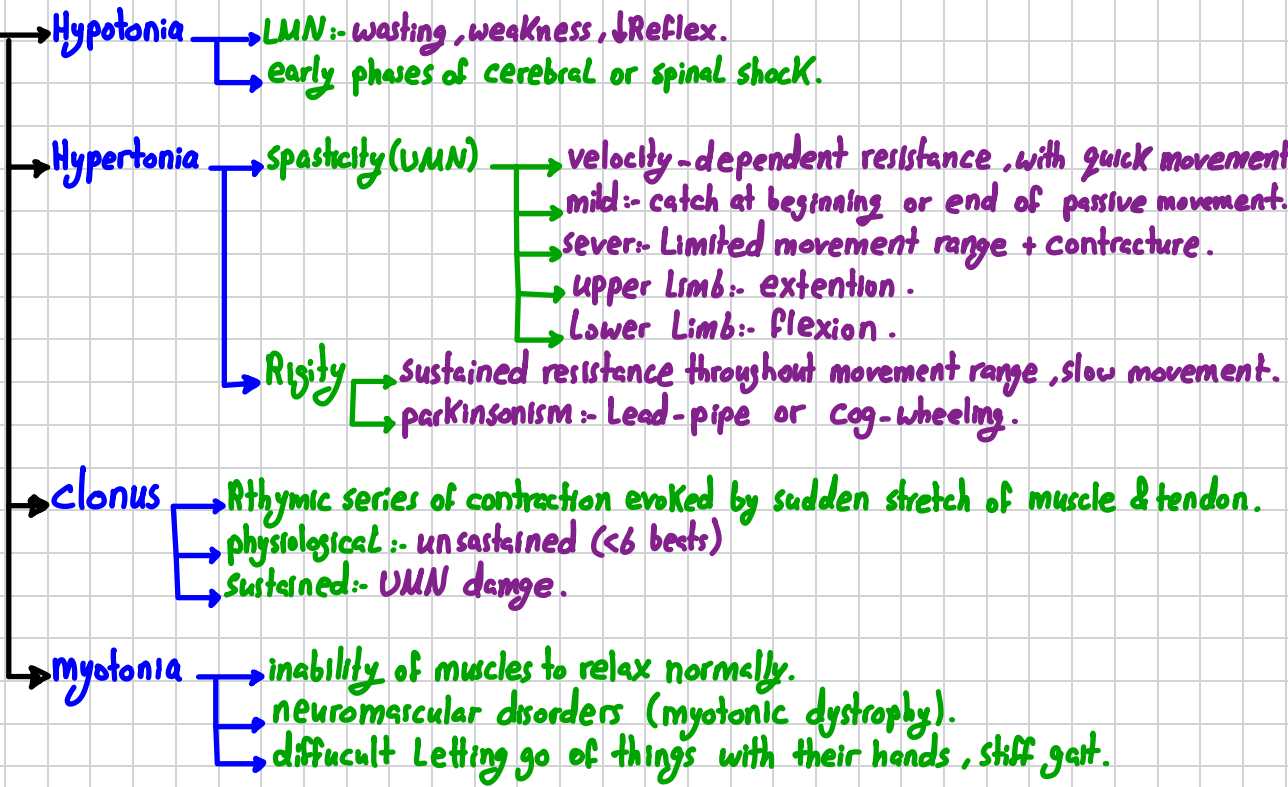 Hypotonia
LMN:- wasting, weakness, ↓Reflex.
early phases of cerebral or spinal shock.
Hypertonia
spasticity (UMN)
velocity-dependent resistance, with quick movement
mild:- catch at beginning or end of passive movement.
sever:- Limited movement range + contracture.
upper Limb:- extention.
Lower Limb:- flexion.
Rigity
sustained resistance throughout movement range, slow movement.
parkinsonism:- Lead-pipe or cog-wheeling.
Clonus
Rthymic series of contraction evoked by sudden stretch of muscle & tendon.
physiological:- unsastained (<6 beats)
sustained:- UMN damge.
myotonia
inability of muscles to relax normally.
neuromascular disorders (myotonic dystrophy).
diffucult Letting go of things with their hands, stiff gait.